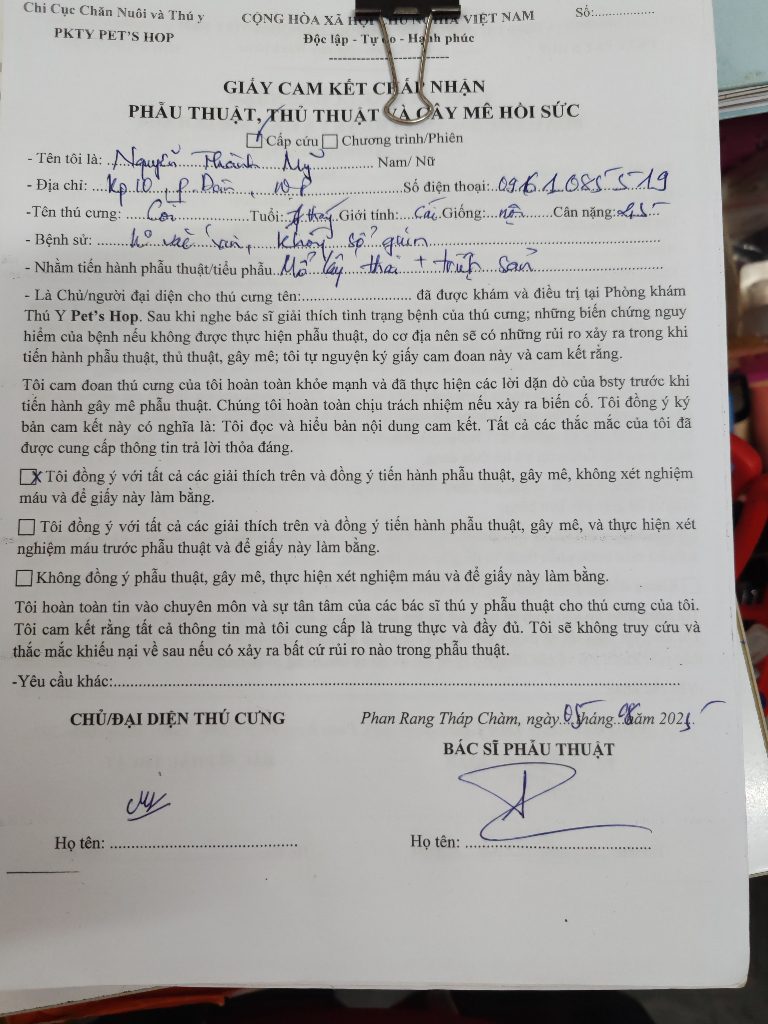 Chi Cục Chăn Nuôi và Thú y
PKTY PET'S HOP
CỘNG HÒA XÃ HỘI CHỦ NGHĨA VIỆT NAM
Độc lập - Tự do - Hạnh phúc
Số:...............
GIẤY CAM KẾT CHẤP NHẬN
PHẪU THUẬT, THỦ THUẬT VÀ GÂY MÊ HỒI SỨC
Cấp cứu Chương trình/Phiên
- Tên tôi là: Nguyễn Thành Mỹ Nam/ Nữ
- Địa chỉ: Kp 10, P. Số điện thoại: 0961085519
-Tên thú cưng: Còi Tuổi: Giới tính: Cái Giống: Cân nặng:
- Bệnh sử: không sổ giun
- Nhằm tiến hành phẫu thuật/tiểu phẫu Mổ lấy thai + triệt sản
- Là Chủ/người đại diện cho thú cưng tên:........................... đã được khám và điều trị tại Phòng khám
Thú Y Pet's Hop. Sau khi nghe bác sĩ giải thích tình trạng bệnh của thú cưng; những biến chứng nguy
hiểm của bệnh nếu không được thực hiện phẫu thuật, do cơ địa nên sẽ có những rủi ro xảy ra trong khi
tiến hành phẫu thuật, thủ thuật, gây mê; tôi tự nguyện ký giấy cam đoan này và cam kết rằng.
Tôi cam đoan thú cưng của tôi hoàn toàn khỏe mạnh và đã thực hiện các lời dặn dò của bsty trước khi
tiến hành gây mê phẫu thuật. Chúng tôi hoàn toàn chịu trách nhiệm nếu xảy ra biến cố. Tôi đồng ý ký
bản cam kết này có nghĩa là: Tôi đọc và hiểu bản nội dung cam kết. Tất cả các thắc mắc của tôi đã
được cung cấp thông tin trả lời thỏa đáng.
x Tôi đồng ý với tất cả các giải thích trên và đồng ý tiến hành phẫu thuật, gây mê, không xét nghiệm
máu và để giấy này làm bằng.
Tôi đồng ý với tất cả các giải thích trên và đồng ý tiến hành phẫu thuật, gây mê, và thực hiện xét
nghiệm máu trước phẫu thuật và để giấy này làm bằng.
Không đồng ý phẫu thuật, gây mê, thực hiện xét nghiệm máu và để giấy này làm bằng.
Tôi hoàn toàn tin vào chuyên môn và sự tân tâm của các bác sĩ thú y phẫu thuật cho thú cưng của tôi.
Tôi cam kết rằng tất cả thông tin mà tôi cung cấp là trung thực và đầy đủ. Tôi sẽ không truy cứu và
thắc mắc khiếu nại về sau nếu có xảy ra bất cứ rủi ro nào trong phẫu thuật.
-Yêu cầu khác:...............
CHỦ/ĐẠI DIỆN THÚ CƯNG
Phan Rang Tháp Chàm, ngày 05 tháng 8 năm 2025
BÁC SĨ PHẪU THUẬT
Họ tên: ...............
Họ tên: ...............